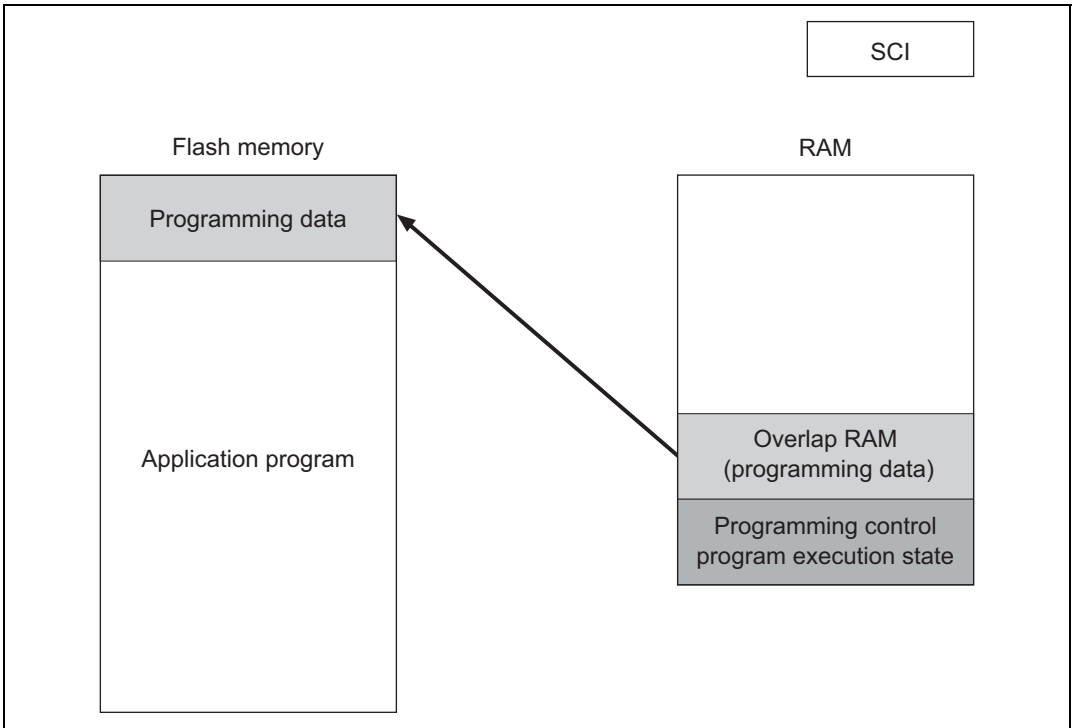 SCI
Flash memory
RAM
Programming data
Application program
Overlap RAM
(programming data)
Programming control
program execution state